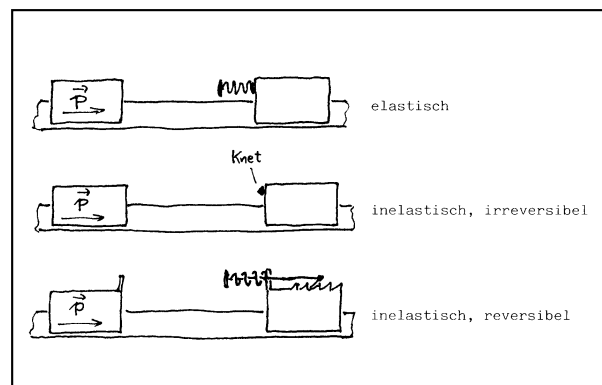 p⃗ elastisch
Knet
p⃗ inelastisch, irreversibel
p⃗ inelastisch, reversibel